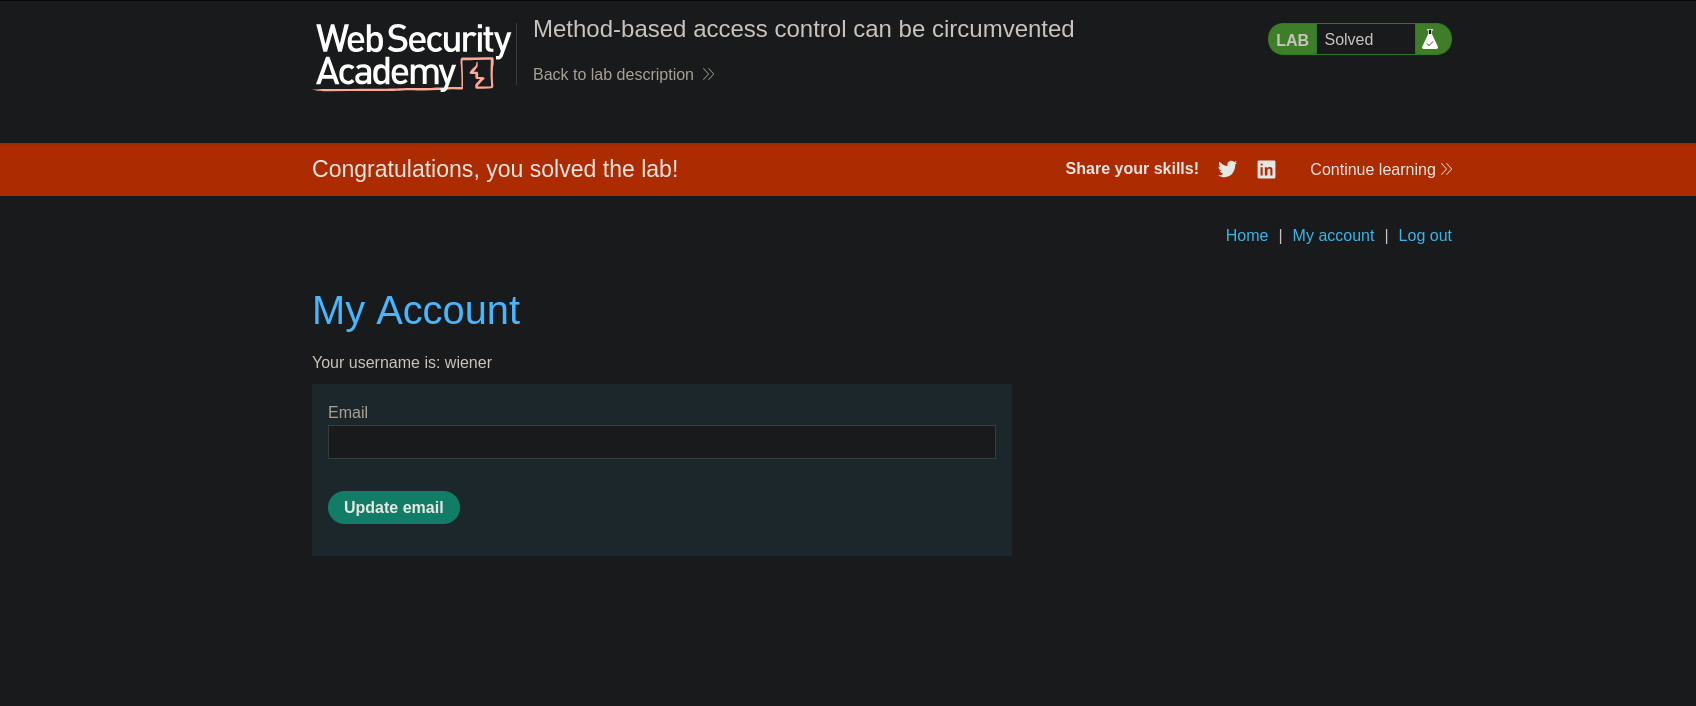 Web Security
Academy
Method-based access control can be circumvented
Back to lab description
LAB Solved
Congratulations, you solved the lab!
Share your skills!
Continue learning
Home | My account | Log out
My Account
Your username is: wiener
Email
Update email